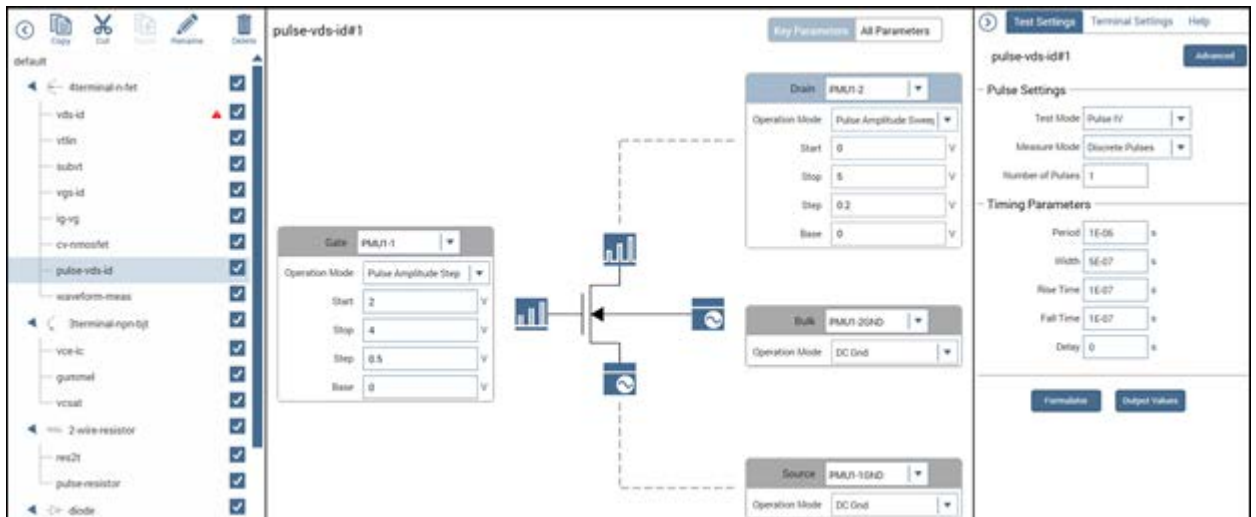 Copy
Cut
Paste
Rename
Delete
default
4terminal-n-fet
vds-id
vtlin
subvt
vgs-id
ig-vg
cv-nmosfet
pulse-vds-id
waveform-meas
3terminal-npn-bjt
vce-ic
gummel
vcsat
2-wire-resistor
res2t
pulse-resistor
diode
pulse-vds-id#1
Key Parameters All Parameters
Gate PMU1-1
Operation Mode Pulse Amplitude Step
Start 2 V
Stop 4 V
Step 0.5 V
Base 0 V
Drain PMU1-2
Operation Mode Pulse Amplitude Sweep
Start 0 V
Stop 5 V
Step 0.2 V
Base 0 V
Bulk PMU1-2GND
Operation Mode DC Gnd
Source PMU1-1GND
Operation Mode DC Gnd
Test Settings Terminal Settings Help
pulse-vds-id#1 Advanced
Pulse Settings
Test Mode Pulse IV
Measure Mode Discrete Pulses
Number of Pulses 1
Timing Parameters
Period 1E-06 s
Width 5E-07 s
Rise Time 1E-07 s
Fall Time 1E-07 s
Delay 0 s
Formulator Output Values